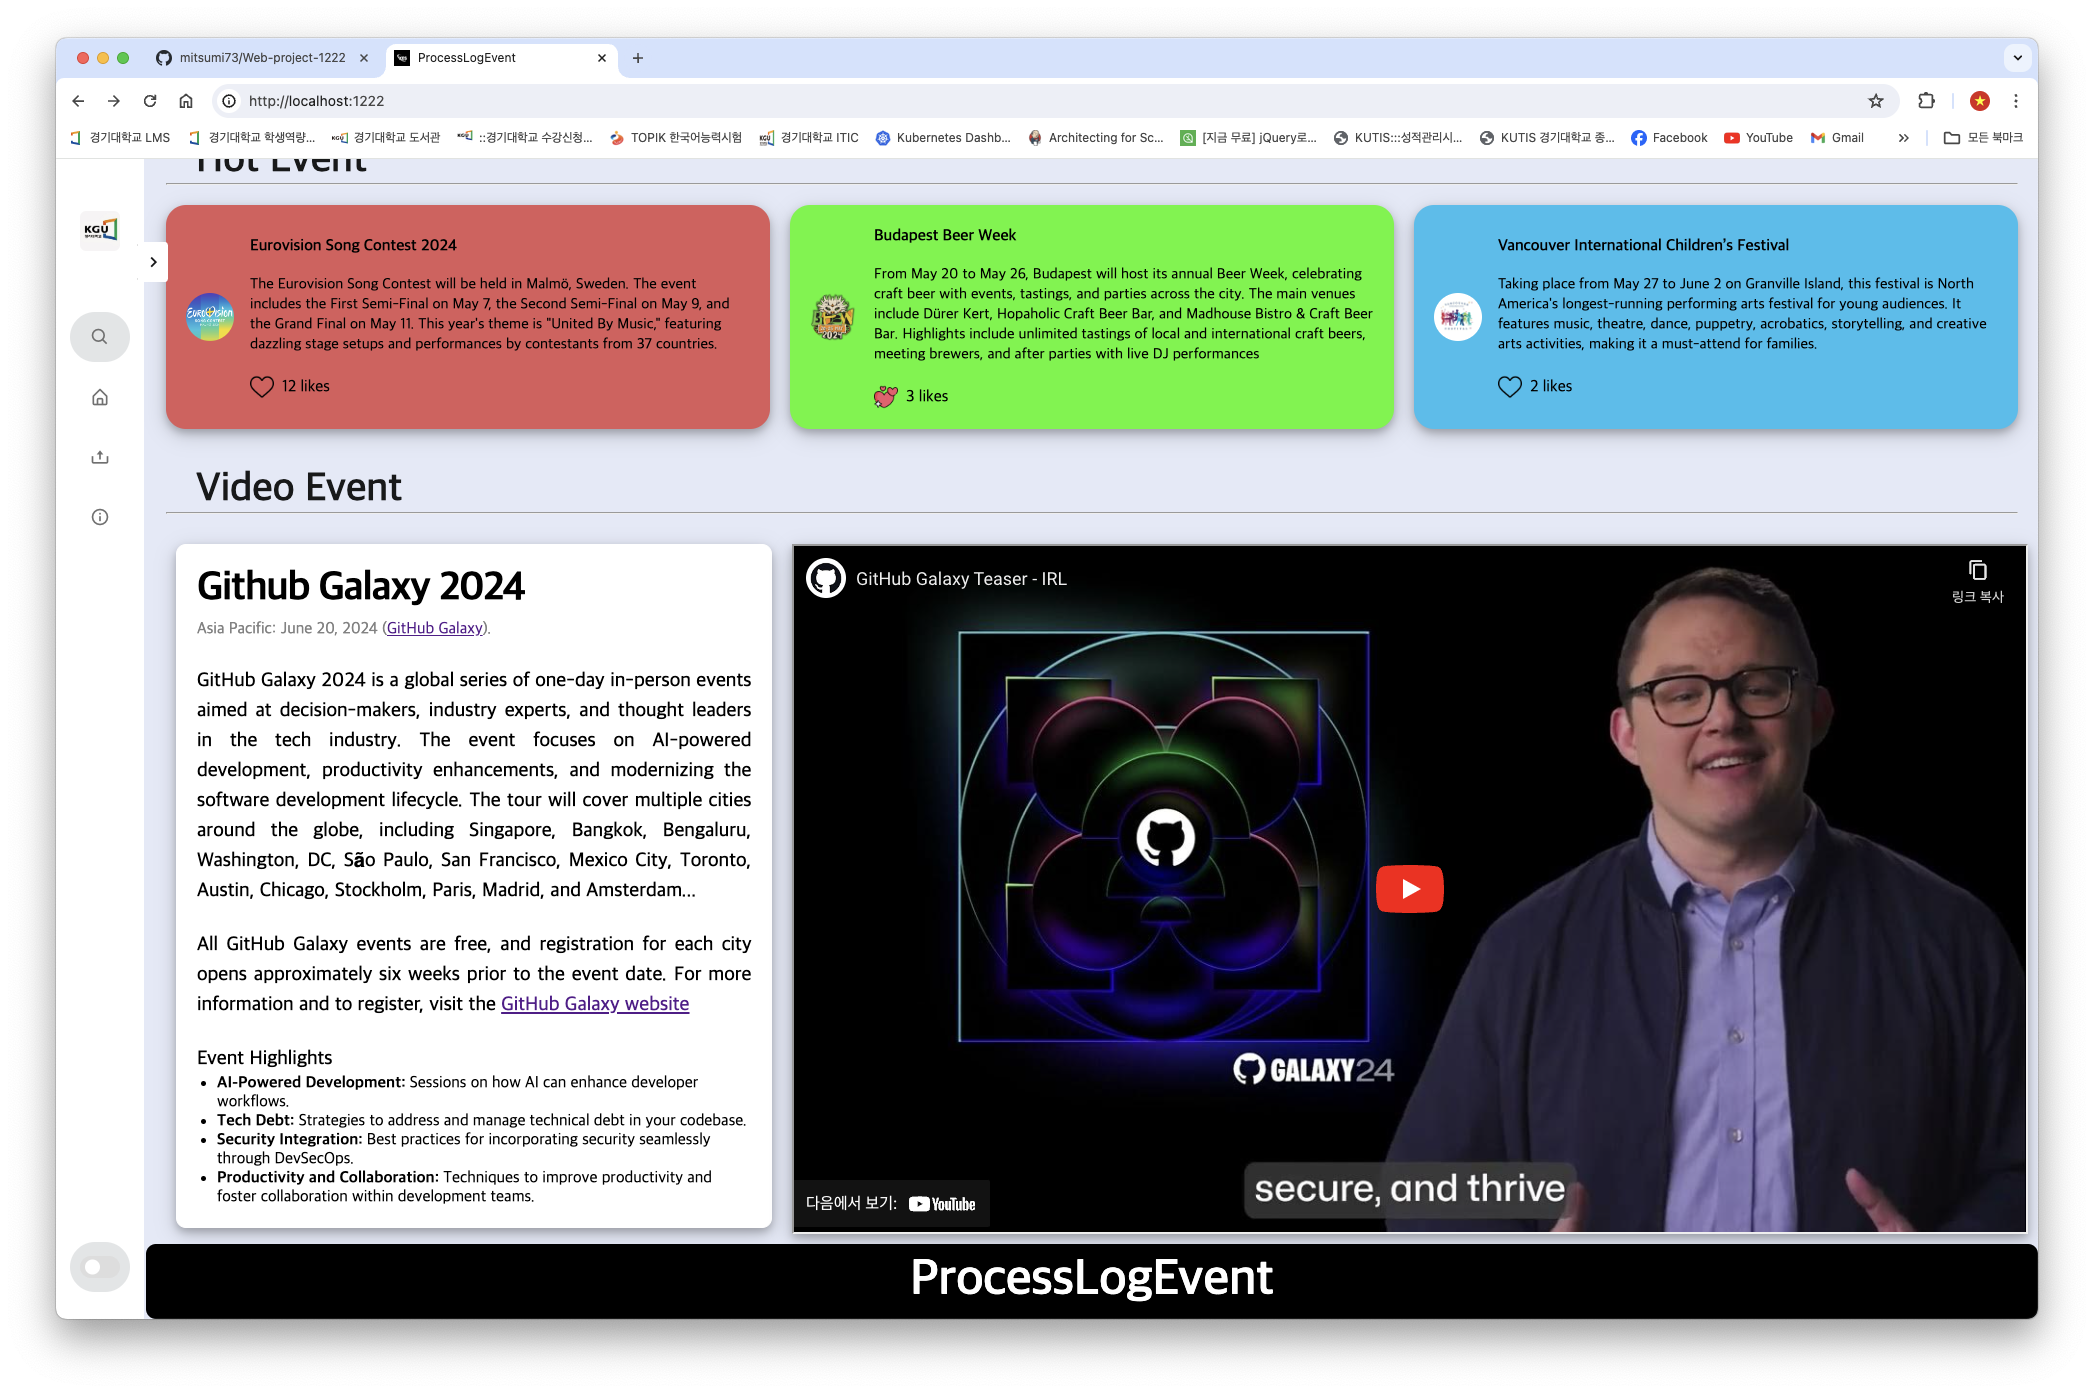 mitsumi73/Web-project-1222
ProcessLogEvent
http://localhost:1222
경기대학교 LMS
경기대학교 학생역량...
경기대학교 도서관
::경기대학교 수강신청...
TOPIK 한국어능력시험
경기대학교 ITIC
Kubernetes Dashb...
Architecting for Sc...
[지금 무료] jQuery로...
KUTIS:::성적관리시...
KUTIS 경기대학교 종...
Facebook
YouTube
Gmail
모든 북마크
Hot Event
KGU
Eurovision Song Contest 2024
The Eurovision Song Contest will be held in Malmö, Sweden. The event
includes the First Semi-Final on May 7, the Second Semi-Final on May 9, and
the Grand Final on May 11. This year's theme is "United By Music," featuring
dazzling stage setups and performances by contestants from 37 countries.
12 likes
Budapest Beer Week
From May 20 to May 26, Budapest will host its annual Beer Week, celebrating
craft beer with events, tastings, and parties across the city. The main venues
include Dürer Kert, Hopaholic Craft Beer Bar, and Madhouse Bistro & Craft Beer
Bar. Highlights include unlimited tastings of local and international craft beers,
meeting brewers, and after parties with live DJ performances
3 likes
Vancouver International Children's Festival
Taking place from May 27 to June 2 on Granville Island, this festival is North
America's longest-running performing arts festival for young audiences. It
features music, theatre, dance, puppetry, acrobatics, storytelling, and creative
arts activities, making it a must-attend for families.
2 likes
Video Event
Github Galaxy 2024
Asia Pacific: June 20, 2024 (GitHub Galaxy).
GitHub Galaxy 2024 is a global series of one-day in-person events
aimed at decision-makers, industry experts, and thought leaders
in the tech industry. The event focuses on AI-powered
development, productivity enhancements, and modernizing the
software development lifecycle. The tour will cover multiple cities
around the globe, including Singapore, Bangkok, Bengaluru,
Washington, DC, São Paulo, San Francisco, Mexico City, Toronto,
Austin, Chicago, Stockholm, Paris, Madrid, and Amsterdam...
All GitHub Galaxy events are free, and registration for each city
opens approximately six weeks prior to the event date. For more
information and to register, visit the GitHub Galaxy website
Event Highlights
• AI-Powered Development: Sessions on how AI can enhance developer
workflows.
• Tech Debt: Strategies to address and manage technical debt in your codebase.
• Security Integration: Best practices for incorporating security seamlessly
through DevSecOps.
• Productivity and Collaboration: Techniques to improve productivity and
foster collaboration within development teams.
GitHub Galaxy Teaser - IRL
링크 복사
GALAXY24
secure, and thrive
다음에서 보기: YouTube
ProcessLogEvent